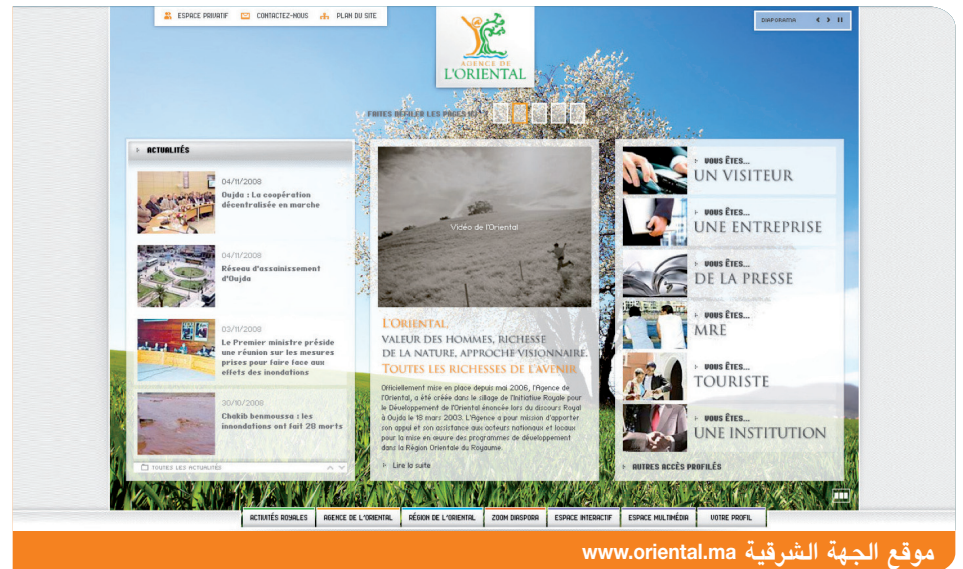 ESPACE PRIVATIF CONTACTEZ-NOUS PLAN DU SITE
DIAPORAMA
AGENCE DE
L'ORIENTAL
FAITES DÉFILER LES PAGES ICI
ACTUALITÉS
04/11/2008
Oujda : La coopération
décentralisée en marche
04/11/2008
Réseau d'assainissement
d'Oujda
03/11/2008
Le Premier ministre préside
une réunion sur les mesures
prises pour faire face aux
effets des inondations
30/10/2008
Chakib benmoussa : les
innondations ont fait 28 morts
TOUTES LES ACTUALITÉS
Vidéo de l'Oriental
L'ORIENTAL,
VALEUR DES HOMMES, RICHESSE
DE LA NATURE, APPROCHE VISIONNAIRE.
TOUTES LES RICHESSES DE L'AVENIR
Officiellement mise en place depuis mai 2006, l'Agence de
l'Oriental, a été créée dans le sillage de l'Initiative Royale pour
le Développement de l'Oriental énoncée lors du discours Royal
à Oujda le 18 mars 2003. L'Agence a pour mission d'apporter
son appui et son assistance aux acteurs nationaux et locaux
pour la mise en œuvre des programmes de développement
dans la Région Orientale du Royaume.
Lire la suite
VOUS ÊTES...
UN VISITEUR
VOUS ÊTES...
UNE ENTREPRISE
VOUS ÊTES...
DE LA PRESSE
VOUS ÊTES...
MRE
VOUS ÊTES...
TOURISTE
VOUS ÊTES...
UNE INSTITUTION
AUTRES ACCÈS PROFILÉS
ACTIVITÉS ROYALES AGENCE DE L'ORIENTAL RÉGION DE L'ORIENTAL ZOOM DIASPORA ESPACE INTERACTIF ESPACE MULTIMÉDIA VOTRE PROFIL
موقع الجهة الشرقية www.oriental.ma